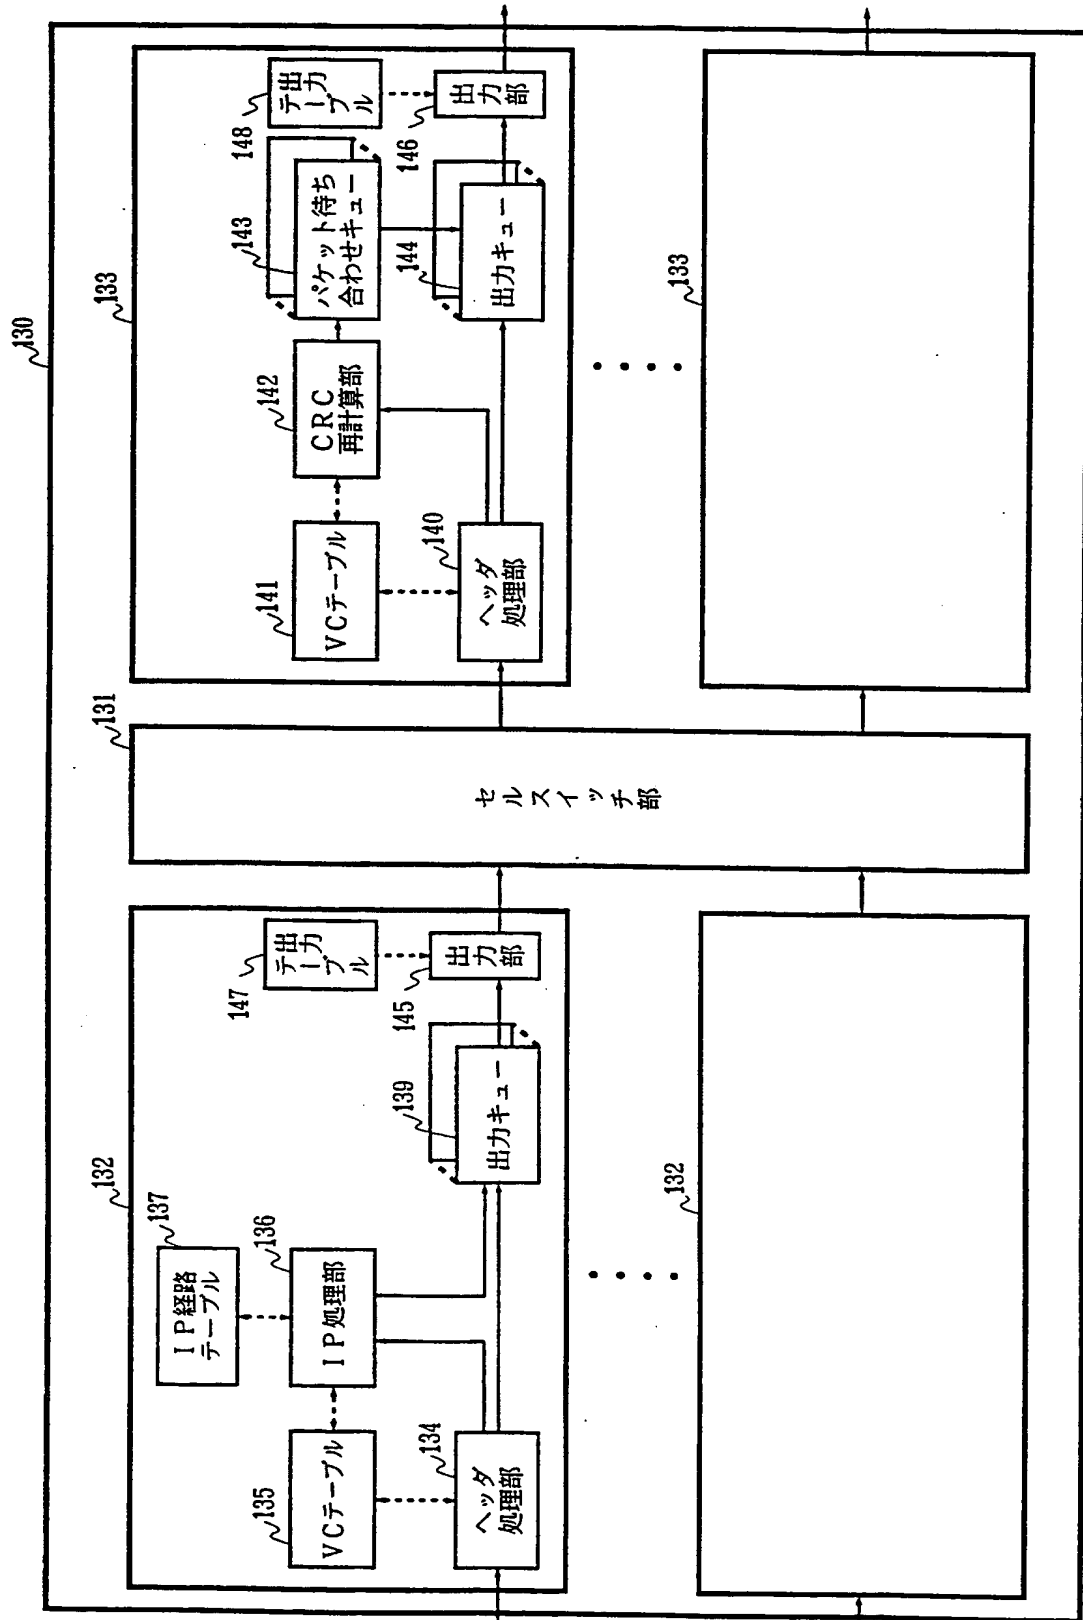 130
132
137
IP経路
テーブル
136
IP処理部
135
VCテーブル
134
ヘッダ
処理部
139
出力キュー
147
出力
テーブル
145
出力部
132
131
セルスイッチ部
133
141
VCテーブル
140
ヘッダ
処理部
142
CRC
再計算部
143
パケット待ち
合わせキュー
144
出力キュー
148
出力
テーブル
146
出力部
133